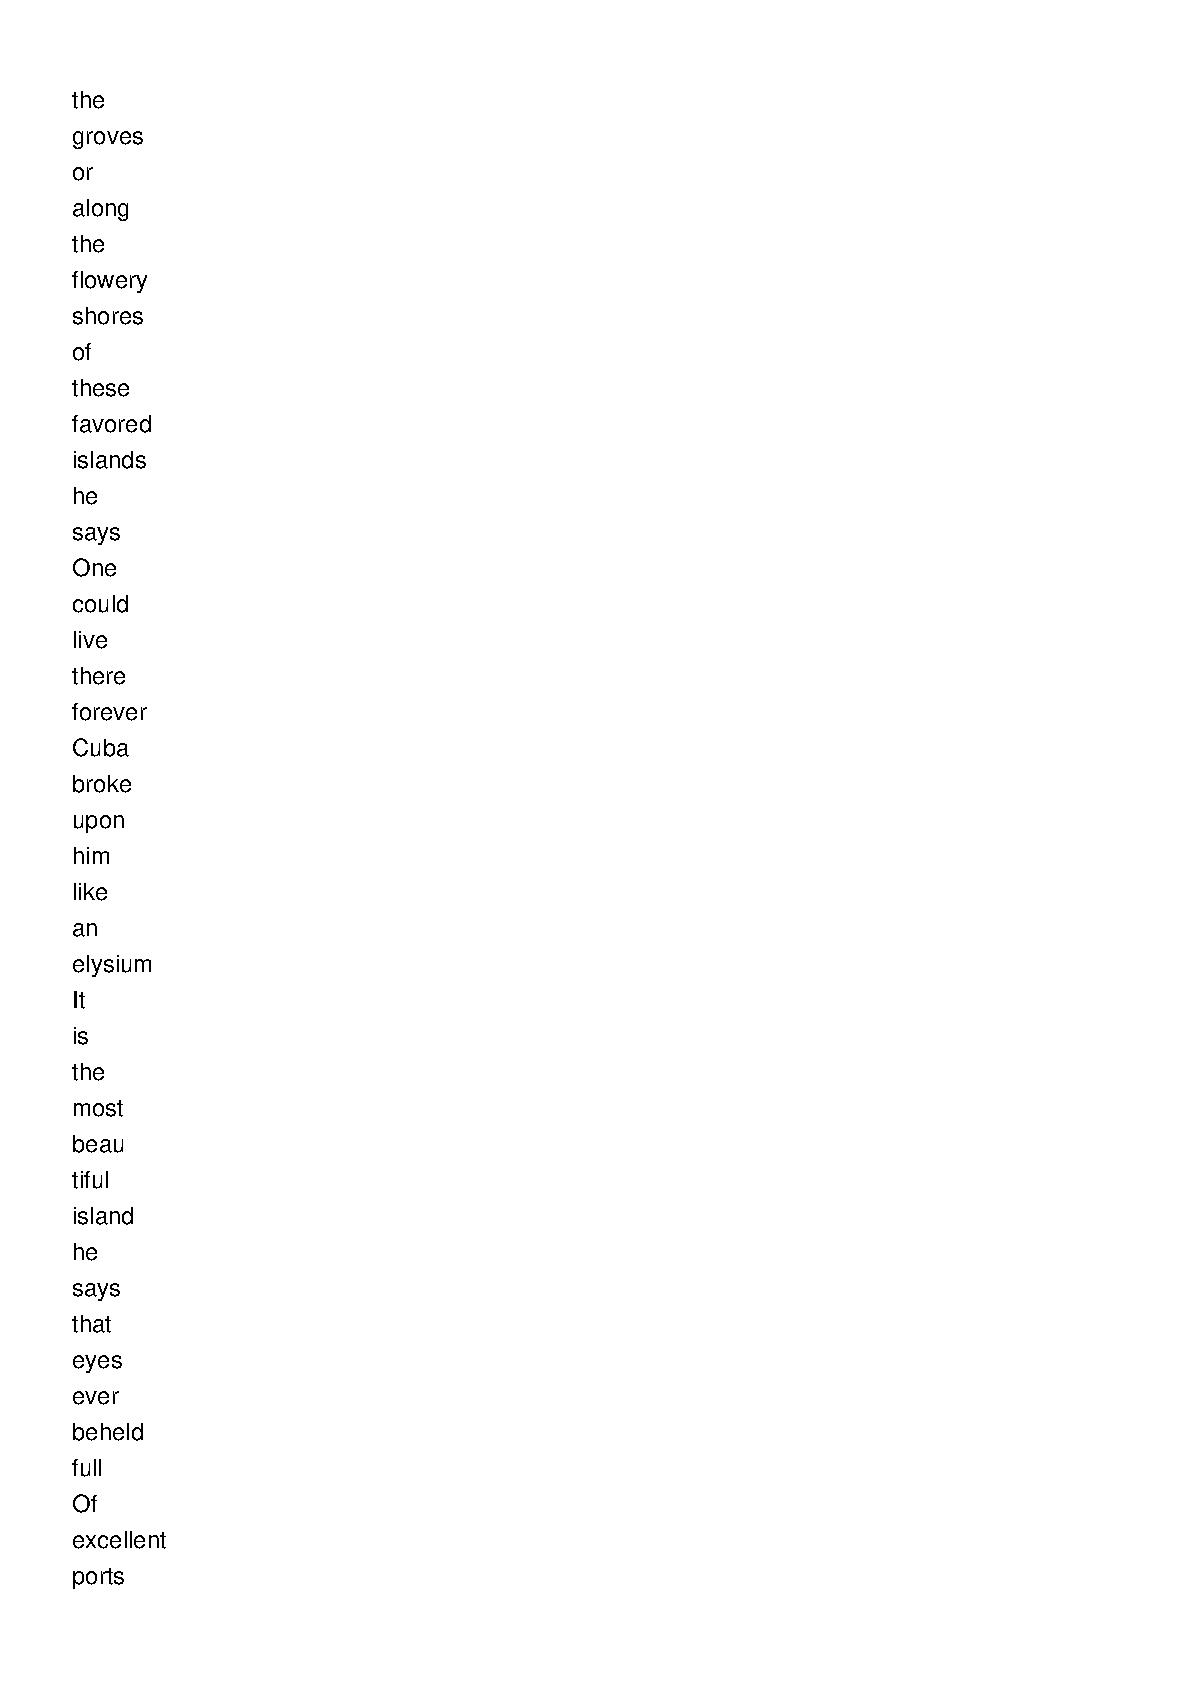 the
groves
or
along
the
flowery
shores
of
these
favored
islands
he
says
One
could
live
there
forever
Cuba
broke
upon
him
like
an
elysium
It
is
the
most
beau
tiful
island
he
says
that
eyes
ever
beheld
full
Of
excellent
ports